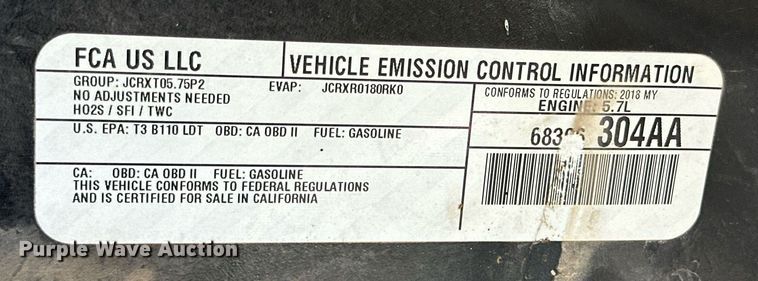 FCA US LLC
VEHICLE EMISSION CONTROL INFORMATION
GROUP: JCRXT05.75P2 EVAP: JCRXR0180RK0
NO ADJUSTMENTS NEEDED
HO2S / SFI / TWC
CONFORMS TO REGULATIONS: 2018 MY
ENGINE: 5.7L
U.S. EPA: T3 B110 LDT OBD: CA OBD II FUEL: GASOLINE
304AA
CA: OBD: CA OBD II FUEL: GASOLINE
THIS VEHICLE CONFORMS TO FEDERAL REGULATIONS
AND IS CERTIFIED FOR SALE IN CALIFORNIA
Purple Wave Auction